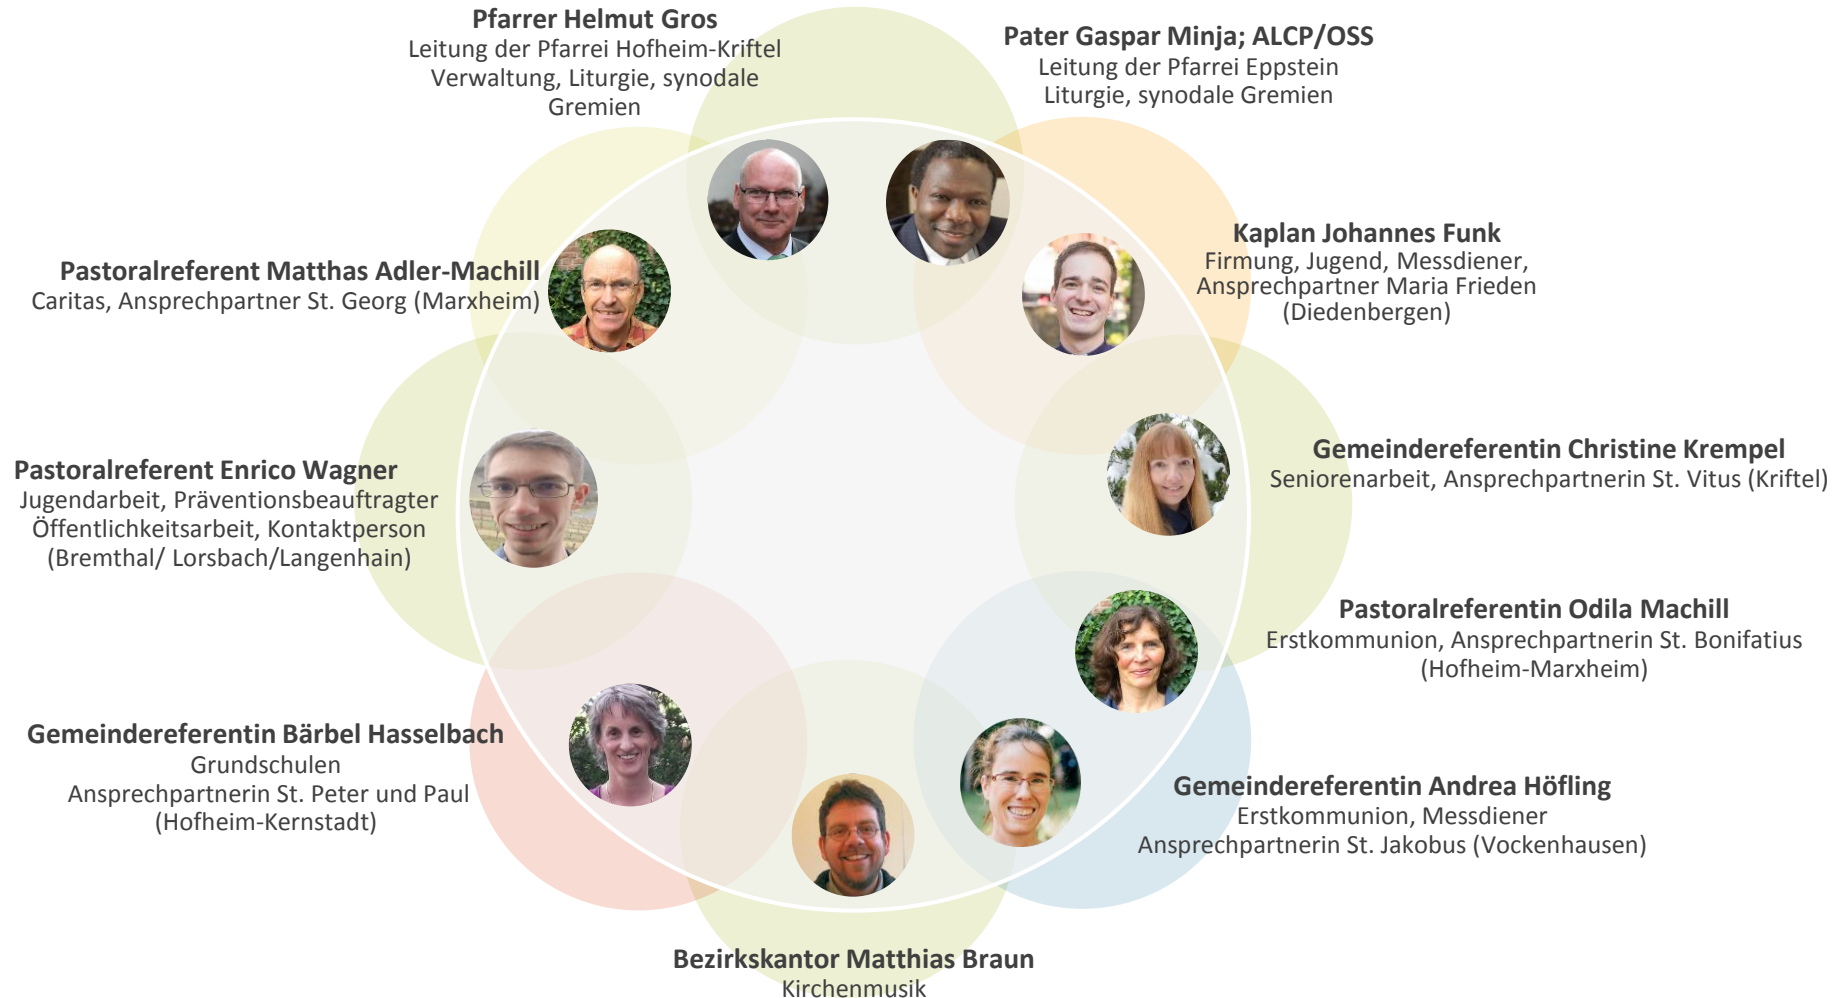 Pfarrer Helmut Gros
Leitung der Pfarrei Hofheim-Kriftel
Verwaltung, Liturgie, synodale
Gremien
Pater Gaspar Minja; ALCP/OSS
Leitung der Pfarrei Eppstein
Liturgie, synodale Gremien
Kaplan Johannes Funk
Firmung, Jugend, Messdiener,
Ansprechpartner Maria Frieden
(Diedenbergen)
Pastoralreferent Matthas Adler-Machill
Caritas, Ansprechpartner St. Georg (Marxheim)
Gemeindereferentin Christine Krempel
Seniorenarbeit, Ansprechpartnerin St. Vitus (Kriftel)
Pastoralreferent Enrico Wagner
Jugendarbeit, Präventionsbeauftragter
Öffentlichkeitsarbeit, Kontaktperson
(Bremthal/ Lorsbach/Langenhain)
Pastoralreferentin Odila Machill
Erstkommunion, Ansprechpartnerin St. Bonifatius
(Hofheim-Marxheim)
Gemeindereferentin Bärbel Hasselbach
Grundschulen
Ansprechpartnerin St. Peter und Paul
(Hofheim-Kernstadt)
Gemeindereferentin Andrea Höfling
Erstkommunion, Messdiener
Ansprechpartnerin St. Jakobus (Vockenhausen)
Bezirkskantor Matthias Braun
Kirchenmusik